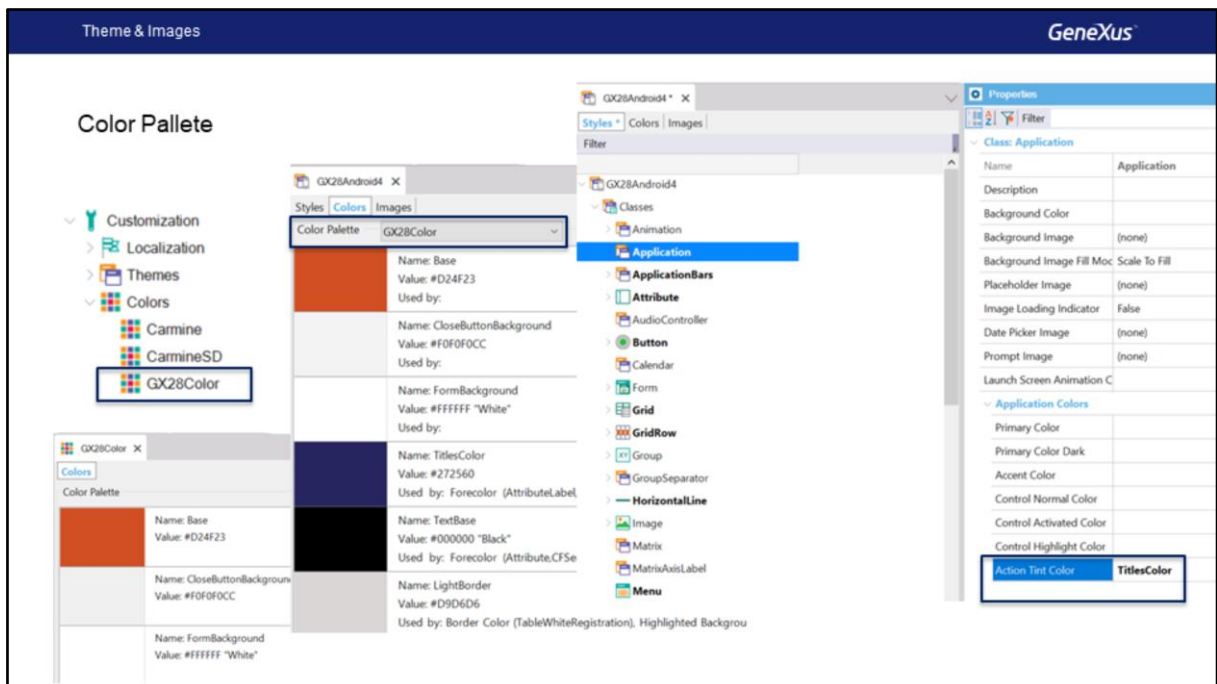 Theme & Images
GeneXus
Color Pallete
Customization
Localization
Themes
Colors
Carmine
CarmineSD
GX28Color
GX28Color X
Colors
Color Palette
Name: Base
Value: #D24F23
Name: CloseButtonBackgroun
Value: #F0F0F0CC
Name: FormBackground
Value: #FFFFFF "White"
GX28Android4 X
Styles Colors Images
Color Palette GX28Color
Name: Base
Value: #D24F23
Used by:
Name: CloseButtonBackground
Value: #F0F0F0CC
Used by:
Name: FormBackground
Value: #FFFFFF "White"
Used by:
Name: TitlesColor
Value: #272560
Used by: Forecolor (AttributeLabel,
Name: TextBase
Value: #000000 "Black"
Used by: Forecolor (Attribute,CFSe
Name: LightBorder
Value: #D9D6D6
Used by: Border Color (TableWhiteRegistration), Highlighted Backgrou
GX28Android4 * X
Styles * Colors Images
Filter
GX28Android4
Classes
Animation
Application
ApplicationBars
Attribute
AudioController
Button
Calendar
Form
Grid
GridRow
Group
GroupSeparator
HorizontalLine
Image
Matrix
MatrixAxisLabel
Menu
Properties
Filter
Class: Application
Name Application
Description
Background Color
Background Image (none)
Background Image Fill Moc Scale To Fill
Placeholder Image (none)
Image Loading Indicator False
Date Picker Image (none)
Prompt Image (none)
Launch Screen Animation C
Application Colors
Primary Color
Primary Color Dark
Accent Color
Control Normal Color
Control Activated Color
Control Highlight Color
Action Tint Color TitlesColor